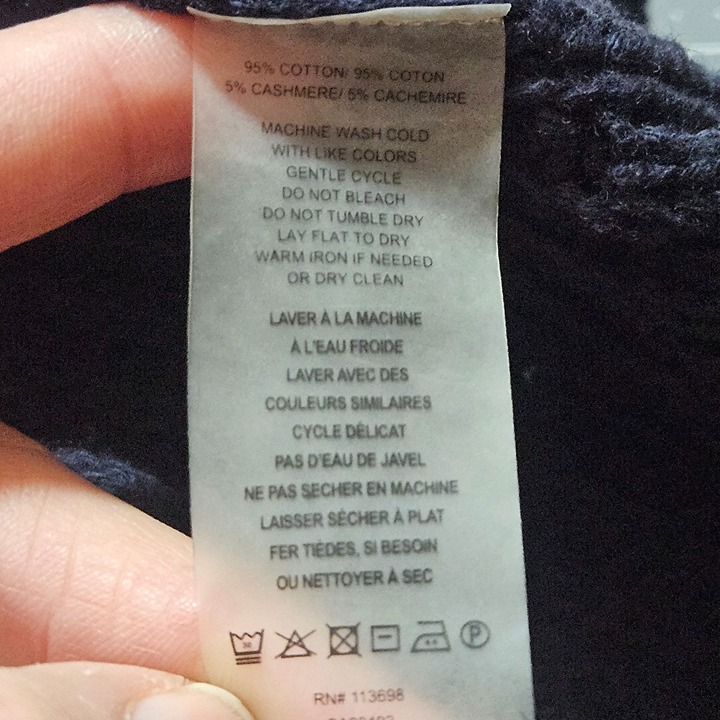 95% COTTON/ 95% COTON
5% CASHMERE/ 5% CACHEMIRE
MACHINE WASH COLD
WITH LIKE COLORS
GENTLE CYCLE
DO NOT BLEACH
DO NOT TUMBLE DRY
LAY FLAT TO DRY
WARM IRON IF NEEDED
OR DRY CLEAN
LAVER À LA MACHINE
À L'EAU FROIDE
LAVER AVEC DES
COULEURS SIMILAIRES
CYCLE DÉLICAT
PAS D'EAU DE JAVEL
NE PAS SECHER EN MACHINE
LAISSER SÉCHER À PLAT
FER TIÈDES, SI BESOIN
OU NETTOYER À SEC
30 P
RN# 113698